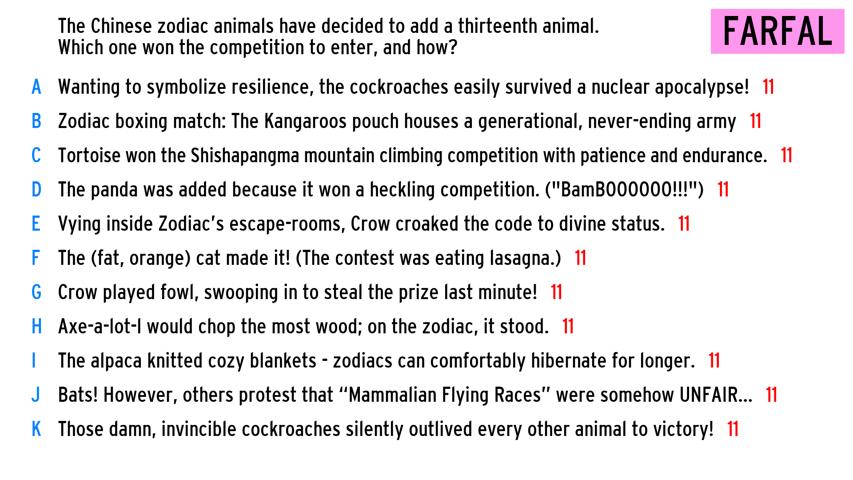 The Chinese zodiac animals have decided to add a thirteenth animal.
Which one won the competition to enter, and how?
FARFAL
A Wanting to symbolize resilience, the cockroaches easily survived a nuclear apocalypse! 11
B Zodiac boxing match: The Kangaroos pouch houses a generational, never-ending army 11
C Tortoise won the Shishapangma mountain climbing competition with patience and endurance. 11
D The panda was added because it won a heckling competition. ("BamBOOOOOO!!!") 11
E Vying inside Zodiac's escape-rooms, Crow croaked the code to divine status. 11
F The (fat, orange) cat made it! (The contest was eating lasagna.) 11
G Crow played fowl, swooping in to steal the prize last minute! 11
H Axe-a-lot-l would chop the most wood; on the zodiac, it stood. 11
I The alpaca knitted cozy blankets - zodiacs can comfortably hibernate for longer. 11
J Bats! However, others protest that “Mammalian Flying Races” were somehow UNFAIR... 11
K Those damn, invincible cockroaches silently outlived every other animal to victory! 11